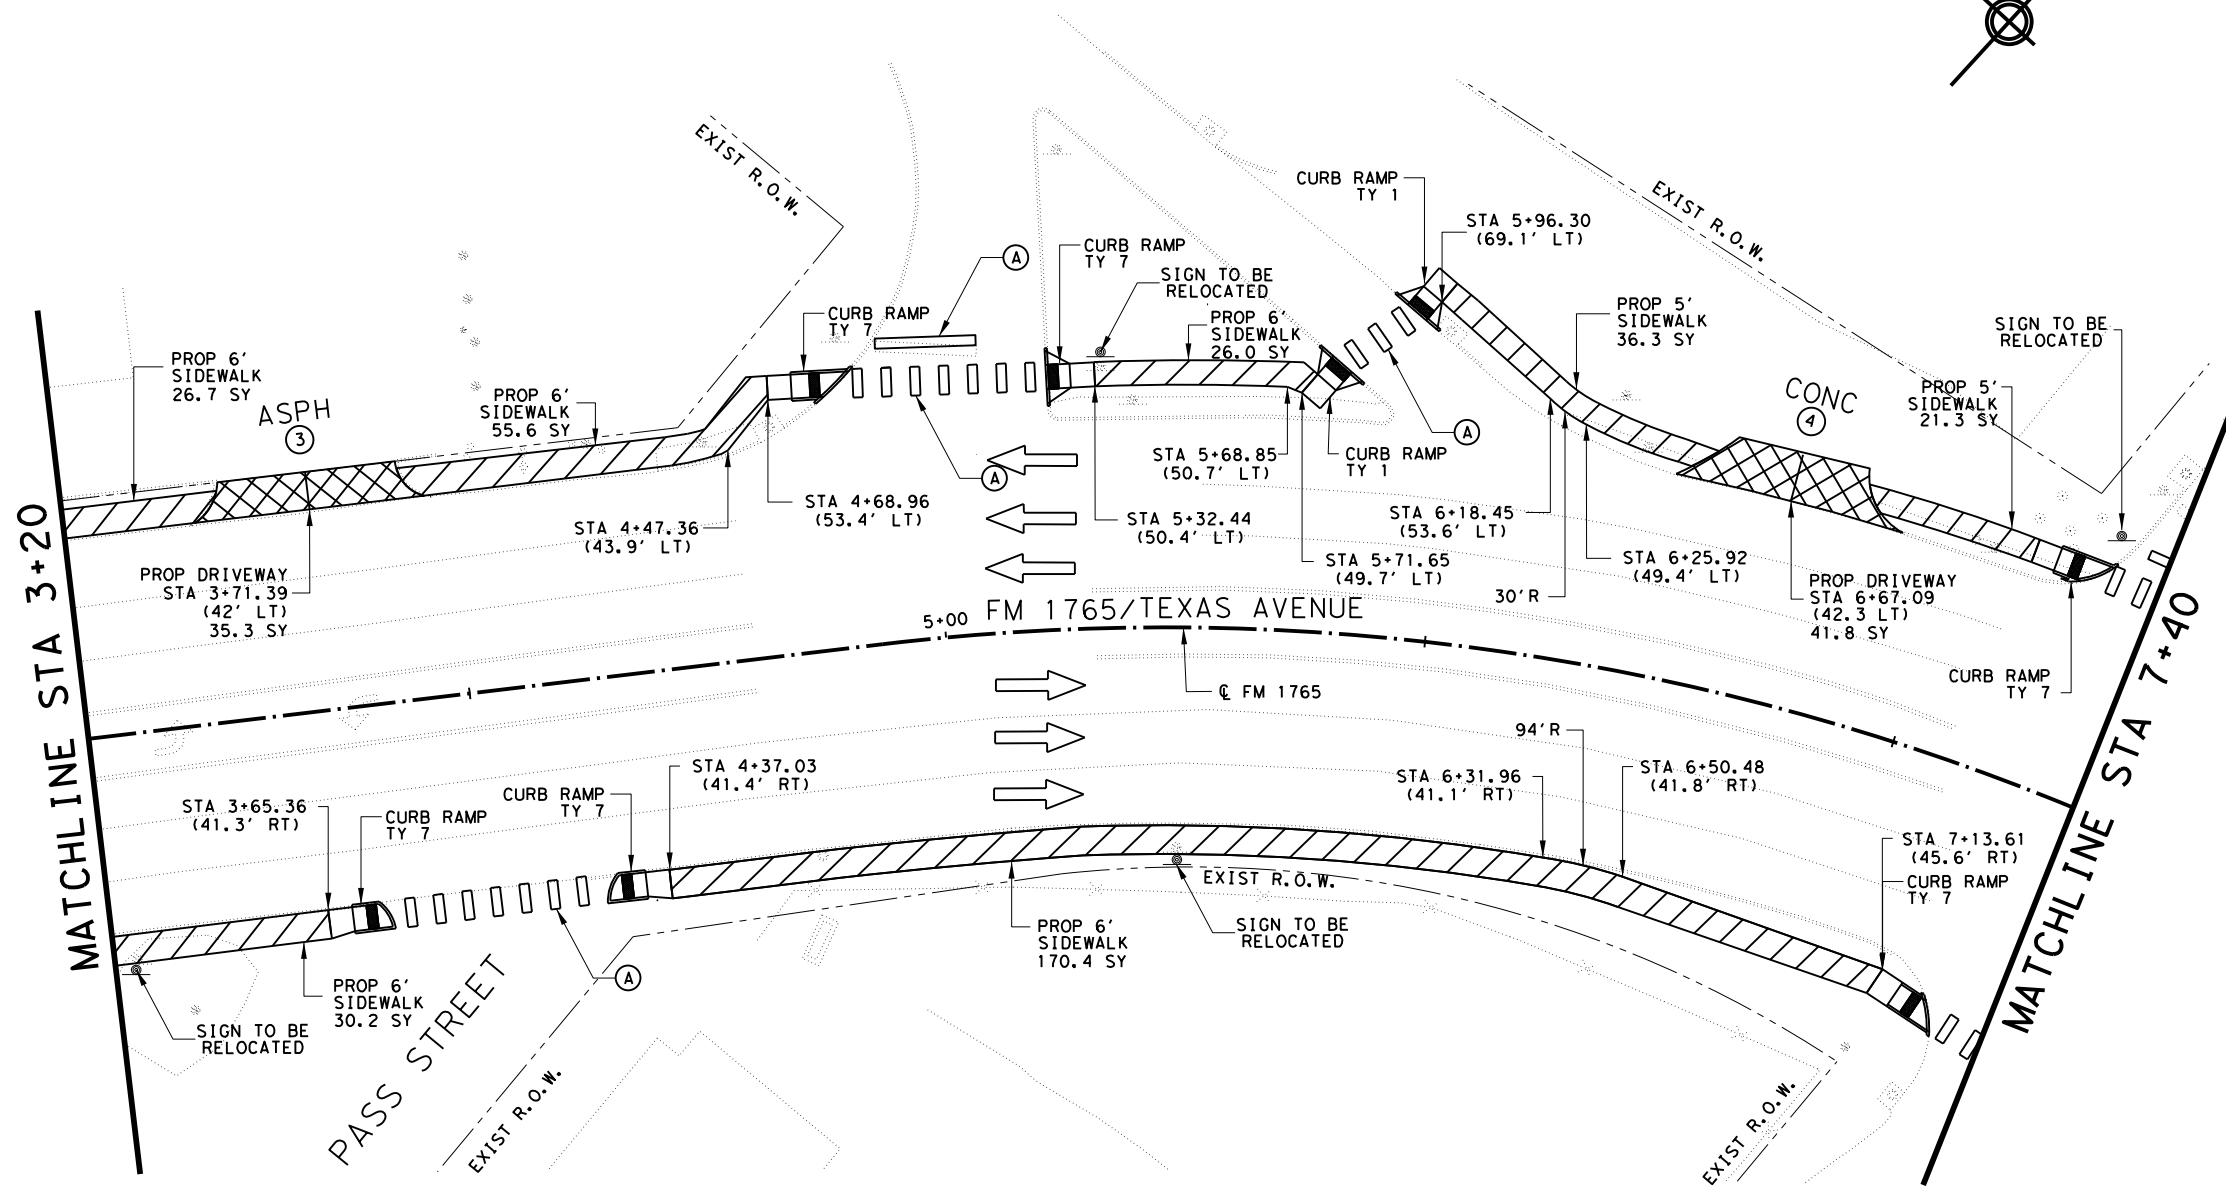 EXIST R.O.W.
CURB RAMP
TY 1
STA 5+96.30
(69.1' LT)
EXIST R.O.W.
A
CURB RAMP
TY 7
SIGN TO BE
RELOCATED
CURB RAMP
TY 7
PROP 6'
SIDEWALK
26.0 SY
PROP 5'
SIDEWALK
36.3 SY
SIGN TO BE
RELOCATED
PROP 6'
SIDEWALK
26.7 SY
ASPH
3
PROP 6'
SIDEWALK
55.6 SY
CONC
4
PROP 5'
SIDEWALK
21.3 SY
A
A
STA 5+68.85
(50.7' LT)
CURB RAMP
TY 1
STA 4+68.96
(53.4' LT)
STA 4+47.36
(43.9' LT)
STA 5+32.44
(50.4' LT)
STA 6+18.45
(53.6' LT)
STA 5+71.65
(49.7' LT)
STA 6+25.92
(49.4' LT)
30'R
PROP DRIVEWAY
STA 3+71.39
(42' LT)
35.3 SY
PROP DRIVEWAY
STA 6+67.09
(42.3 LT)
41.8 SY
CURB RAMP
TY 7
MATCHLINE STA 3+20
5+00
FM 1765/TEXAS AVENUE
℄ FM 1765
MATCHLINE STA 7+40
94'R
STA 3+65.36
(41.3' RT)
CURB RAMP
TY 7
CURB RAMP
TY 7
STA 4+37.03
(41.4' RT)
STA 6+31.96
(41.1' RT)
STA 6+50.48
(41.8' RT)
STA 7+13.61
(45.6' RT)
CURB RAMP
TY 7
EXIST R.O.W.
PROP 6'
SIDEWALK
170.4 SY
SIGN TO BE
RELOCATED
A
PROP 6'
SIDEWALK
30.2 SY
SIGN TO BE
RELOCATED
PASS STREET
EXIST R.O.W.
EXIST R.O.W.